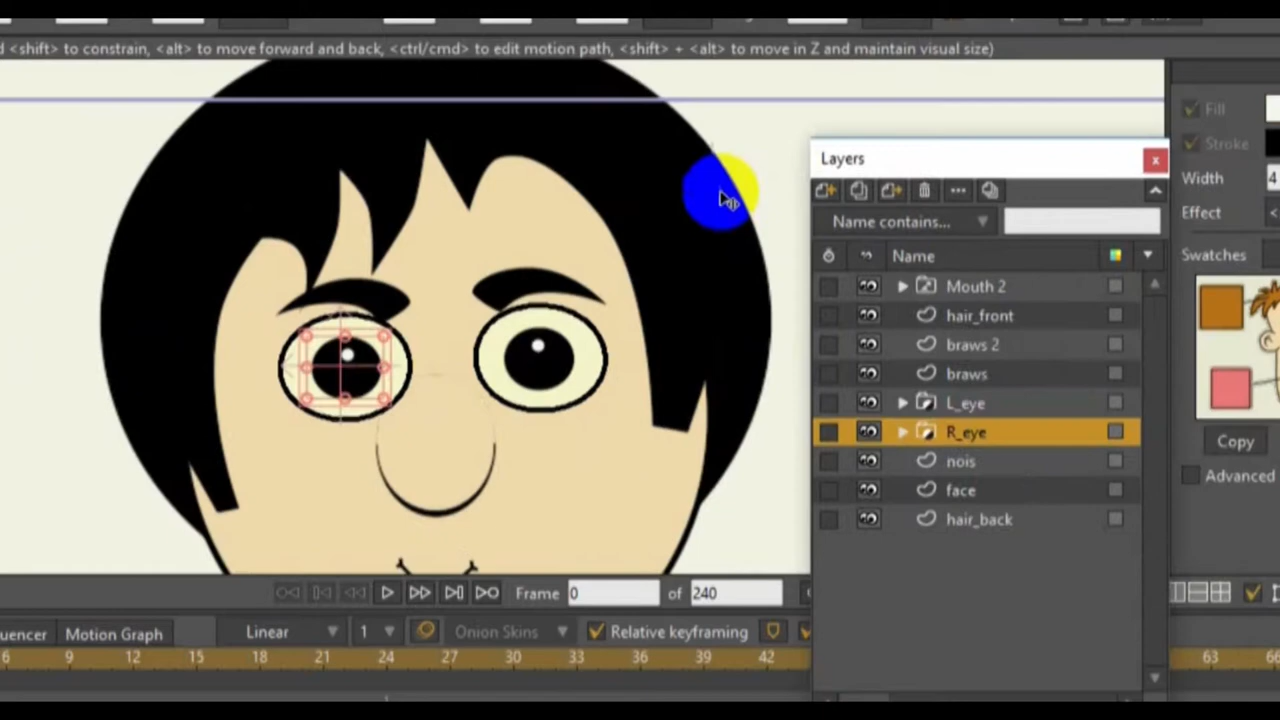 <shift> to constrain, <alt> to move forward and back, <ctrl/cmd> to edit motion path, <shift> + <alt> to move in Z and maintain visual size)
Fill
Stroke
Width 4
Effect <
Swatches
Copy
Advanced
Layers
x
Name contains...
Name
Mouth 2
hair_front
braws 2
braws
L_eye
R_eye
nois
face
hair_back
Frame 0 of 240
uencer Motion Graph Linear 1 Onion Skins Relative keyframing
6 9 12 15 18 21 24 27 30 33 36 39 42 63 66